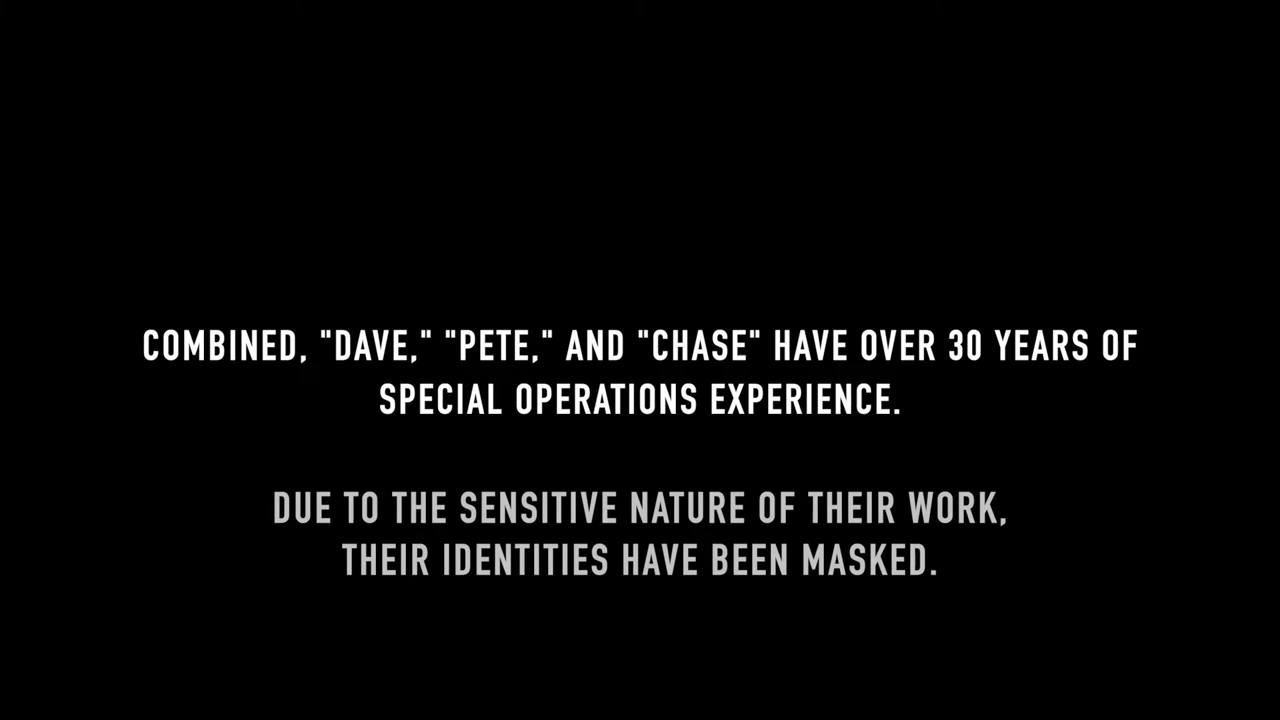 COMBINED, "DAVE," "PETE," AND "CHASE" HAVE OVER 30 YEARS OF
SPECIAL OPERATIONS EXPERIENCE.
DUE TO THE SENSITIVE NATURE OF THEIR WORK,
THEIR IDENTITIES HAVE BEEN MASKED.